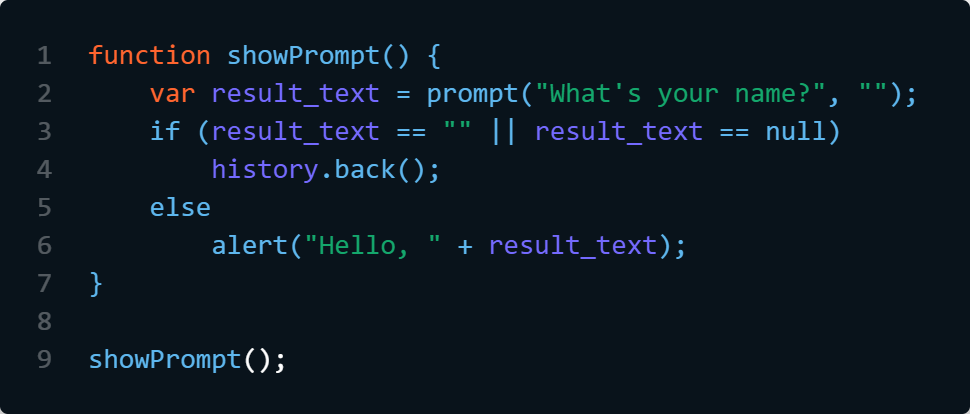 1 function showPrompt() {
2     var result_text = prompt("What's your name?", "");
3     if (result_text == "" || result_text == null)
4         history.back();
5     else
6         alert("Hello, " + result_text);
7 }
8
9 showPrompt();